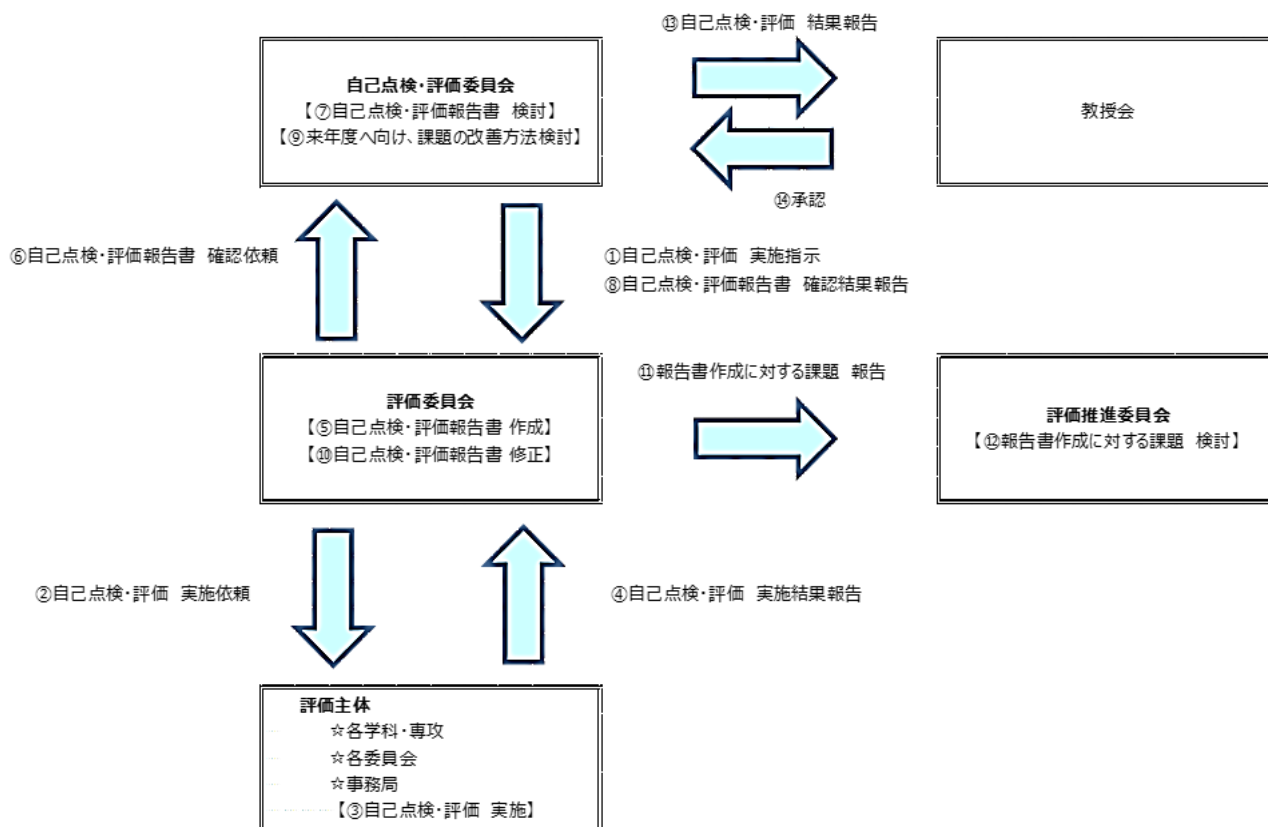 ⑬自己点検・評価 結果報告
自己点検・評価委員会
【⑦自己点検・評価報告書 検討】
【⑨来年度へ向け、課題の改善方法検討】
教授会
⑭承認
⑥自己点検・評価報告書 確認依頼
①自己点検・評価 実施指示
⑧自己点検・評価報告書 確認結果報告
評価委員会
【⑤自己点検・評価報告書 作成】
【⑩自己点検・評価報告書 修正】
⑪報告書作成に対する課題 報告
評価推進委員会
【⑫報告書作成に対する課題 検討】
②自己点検・評価 実施依頼
④自己点検・評価 実施結果報告
評価主体
☆各学科・専攻
☆各委員会
☆事務局
【③自己点検・評価 実施】